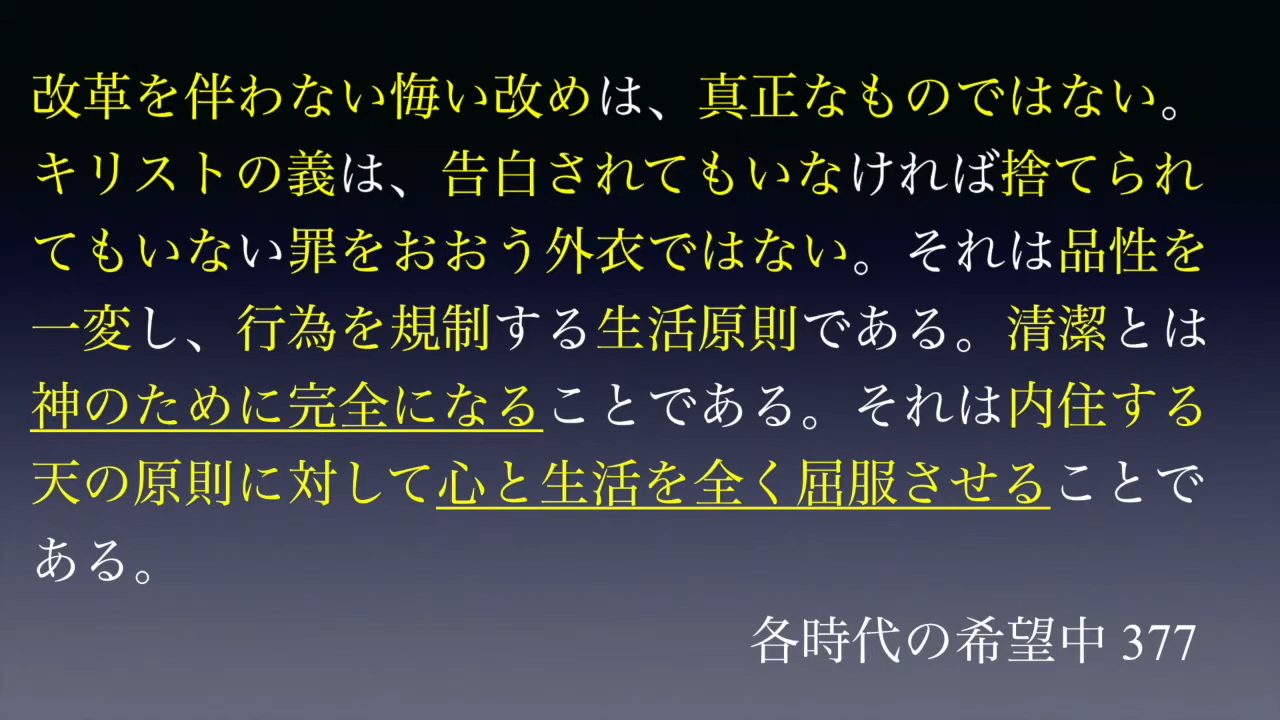 改革を伴わない悔い改めは、真正なものではない。
キリストの義は、告白されてもいなければ捨てられ
てもいない罪をおおう外衣ではない。それは品性を
一変し、行為を規制する生活原則である。清潔とは
神のために完全になることである。それは内住する
天の原則に対して心と生活を全く屈服させることで
ある。
各時代の希望中 377